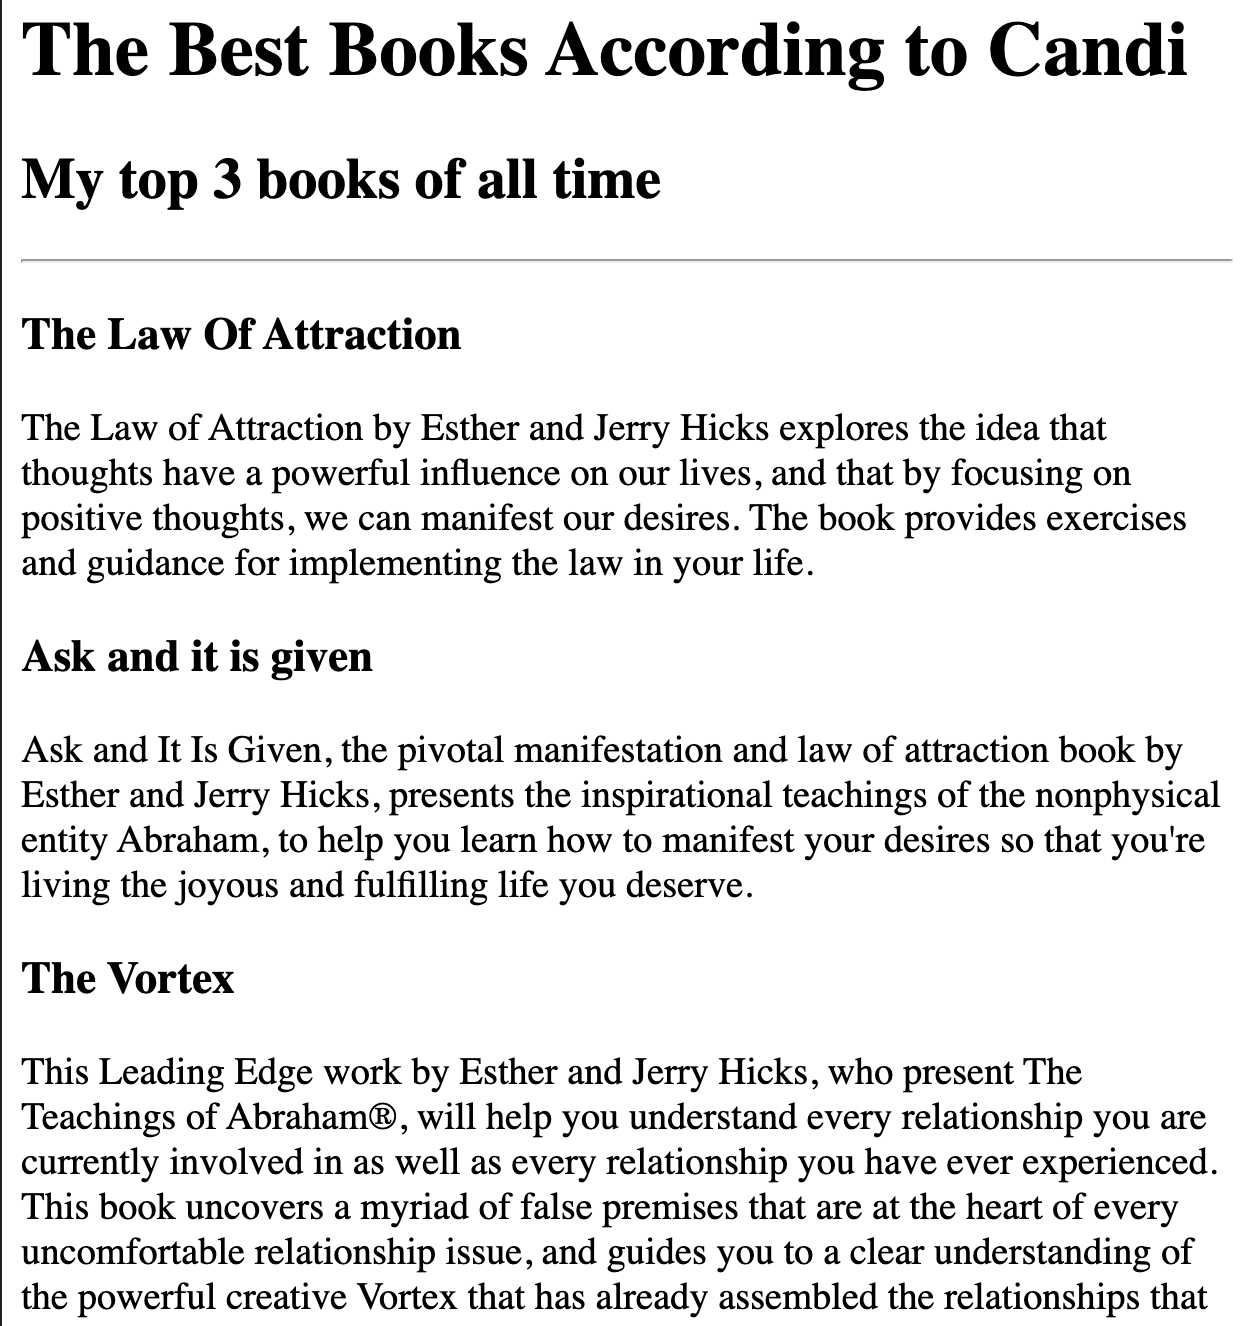 The Best Books According to Candi
My top 3 books of all time
The Law Of Attraction
The Law of Attraction by Esther and Jerry Hicks explores the idea that
thoughts have a powerful influence on our lives, and that by focusing on
positive thoughts, we can manifest our desires. The book provides exercises
and guidance for implementing the law in your life.
Ask and it is given
Ask and It Is Given, the pivotal manifestation and law of attraction book by
Esther and Jerry Hicks, presents the inspirational teachings of the nonphysical
entity Abraham, to help you learn how to manifest your desires so that you're
living the joyous and fulfilling life you deserve.
The Vortex
This Leading Edge work by Esther and Jerry Hicks, who present The
Teachings of Abraham®, will help you understand every relationship you are
currently involved in as well as every relationship you have ever experienced.
This book uncovers a myriad of false premises that are at the heart of every
uncomfortable relationship issue, and guides you to a clear understanding of
the powerful creative Vortex that has already assembled the relationships that